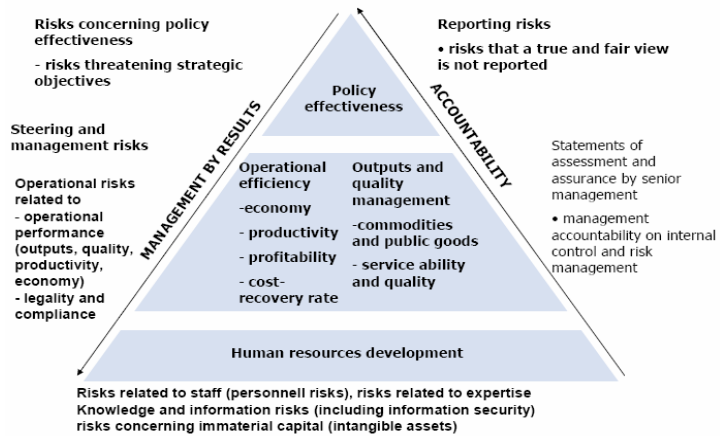 Risks concerning policy
effectiveness
- risks threatening strategic
objectives
Reporting risks
• risks that a true and fair view
is not reported
Policy
effectiveness
MANAGEMENT BY RESULTS
ACCOUNTABILITY
Steering and
management risks
Operational risks
related to
- operational
performance
(outputs, quality,
productivity,
economy)
- legality and
compliance
Operational
efficiency
-economy
- productivity
- profitability
- cost-
recovery rate
Outputs and
quality
management
-commodities
and public goods
- service ability
and quality
Statements of
assessment and
assurance by senior
management
• management
accountability on internal
control and risk
management
Human resources development
Risks related to staff (personnell risks), risks related to expertise
Knowledge and information risks (including information security)
risks concerning immaterial capital (intangible assets)